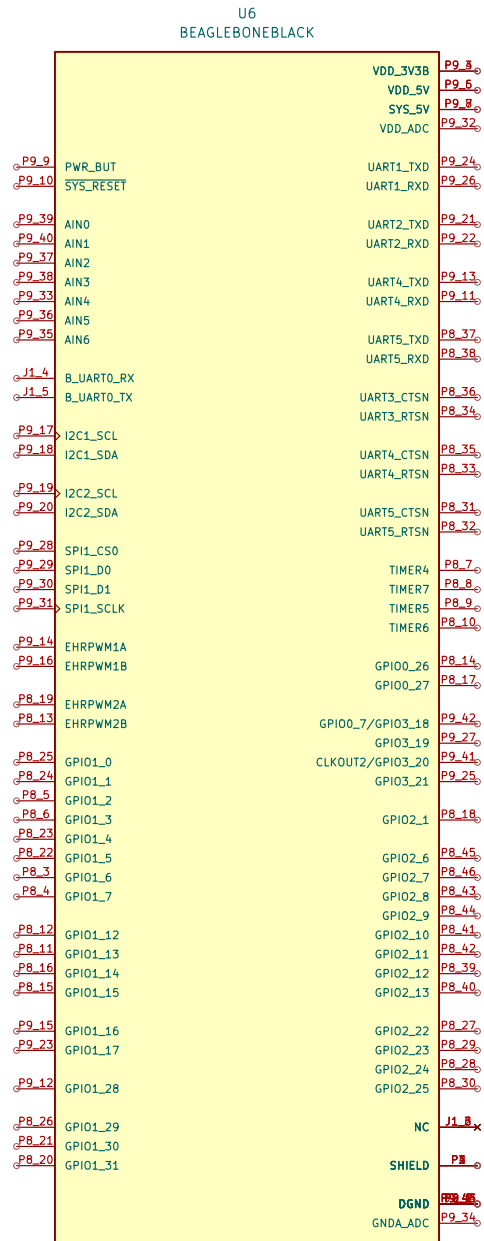 U6
BEAGLEBONEBLACK
VDD_3V3B
VDD_5V
SYS_5V
VDD_ADC P9_32
P9_9 PWR_BUT UART1_TXD P9_24
P9_10 SYS_RESET UART1_RXD P9_26
P9_39 AIN0 UART2_TXD P9_21
P9_40 AIN1 UART2_RXD P9_22
P9_37 AIN2
P9_38 AIN3 UART4_TXD P9_13
P9_33 AIN4 UART4_RXD P9_11
P9_36 AIN5
P9_35 AIN6 UART5_TXD P8_37
UART5_RXD P8_38
J1_4 B_UART0_RX
J1_5 B_UART0_TX UART3_CTSN P8_36
UART3_RTSN P8_34
P9_17 I2C1_SCL
P9_18 I2C1_SDA UART4_CTSN P8_35
UART4_RTSN P8_33
P9_19 I2C2_SCL
P9_20 I2C2_SDA UART5_CTSN P8_31
UART5_RTSN P8_32
P9_28 SPI1_CS0
P9_29 SPI1_D0 TIMER4 P8_7
P9_30 SPI1_D1 TIMER7 P8_8
P9_31 SPI1_SCLK TIMER5 P8_9
TIMER6 P8_10
P9_14 EHRPWM1A
P9_16 EHRPWM1B GPIO0_26 P8_14
GPIO0_27 P8_17
P8_19 EHRPWM2A
P8_13 EHRPWM2B GPIO0_7/GPIO3_18 P9_42
GPIO3_19 P9_27
P8_25 GPIO1_0 CLKOUT2/GPIO3_20 P9_41
P8_24 GPIO1_1 GPIO3_21 P9_25
P8_5 GPIO1_2
P8_6 GPIO1_3 GPIO2_1 P8_18
P8_23 GPIO1_4
P8_22 GPIO1_5 GPIO2_6 P8_45
P8_3 GPIO1_6 GPIO2_7 P8_46
P8_4 GPIO1_7 GPIO2_8 P8_43
GPIO2_9 P8_44
P8_12 GPIO1_12 GPIO2_10 P8_41
P8_11 GPIO1_13 GPIO2_11 P8_42
P8_16 GPIO1_14 GPIO2_12 P8_39
P8_15 GPIO1_15 GPIO2_13 P8_40
P9_15 GPIO1_16 GPIO2_22 P8_27
P9_23 GPIO1_17 GPIO2_23 P8_29
GPIO2_24 P8_28
P9_12 GPIO1_28 GPIO2_25 P8_30
P8_26 GPIO1_29 NC
P8_21 GPIO1_30
P8_20 GPIO1_31 SHIELD
DGND
GNDA_ADC P9_34